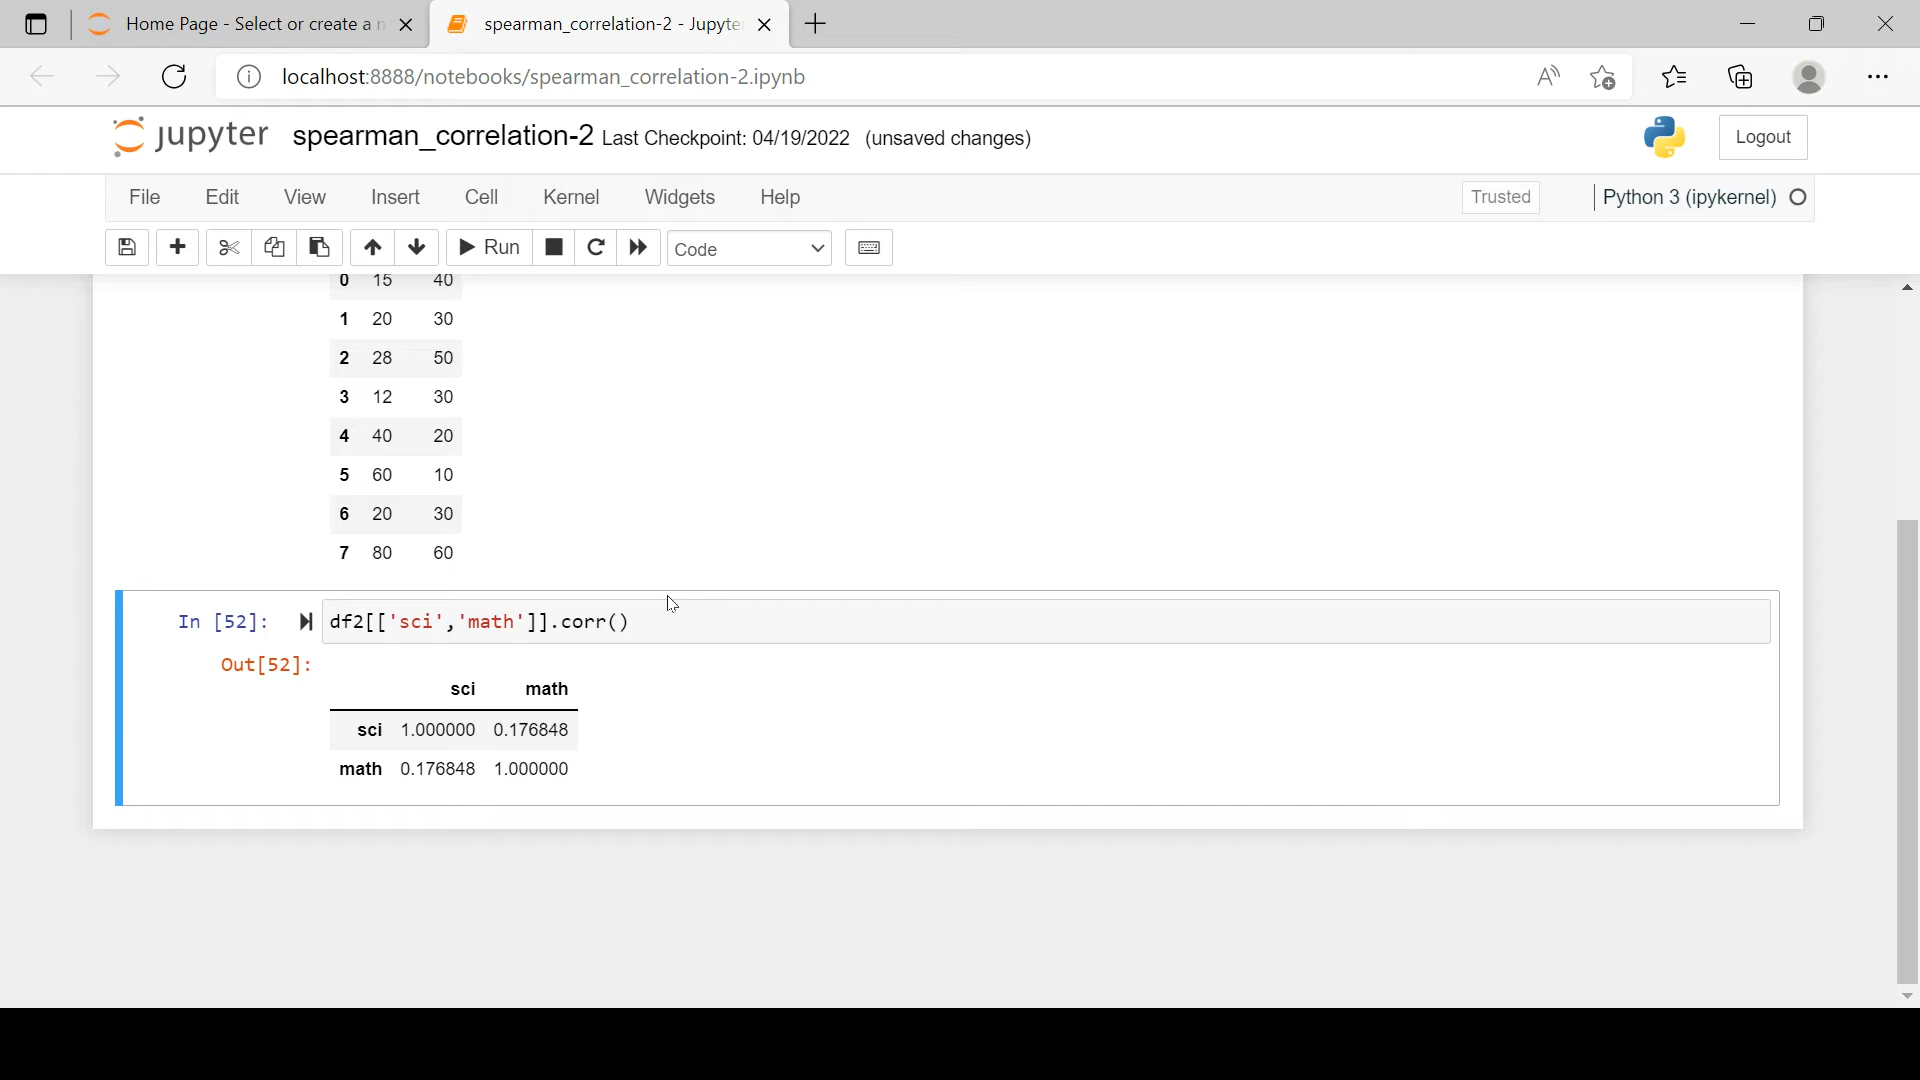 Home Page - Select or create a n
spearman_correlation-2 - Jupyte
localhost:8888/notebooks/spearman_correlation-2.ipynb
jupyter spearman_correlation-2 Last Checkpoint: 04/19/2022 (unsaved changes)
Logout
File Edit View Insert Cell Kernel Widgets Help
Trusted Python 3 (ipykernel)
Run Code
0 15 40
1 20 30
2 28 50
3 12 30
4 40 20
5 60 10
6 20 30
7 80 60
In [52]: df2[['sci','math']].corr()
Out[52]:
sci math
sci 1.000000 0.176848
math 0.176848 1.000000